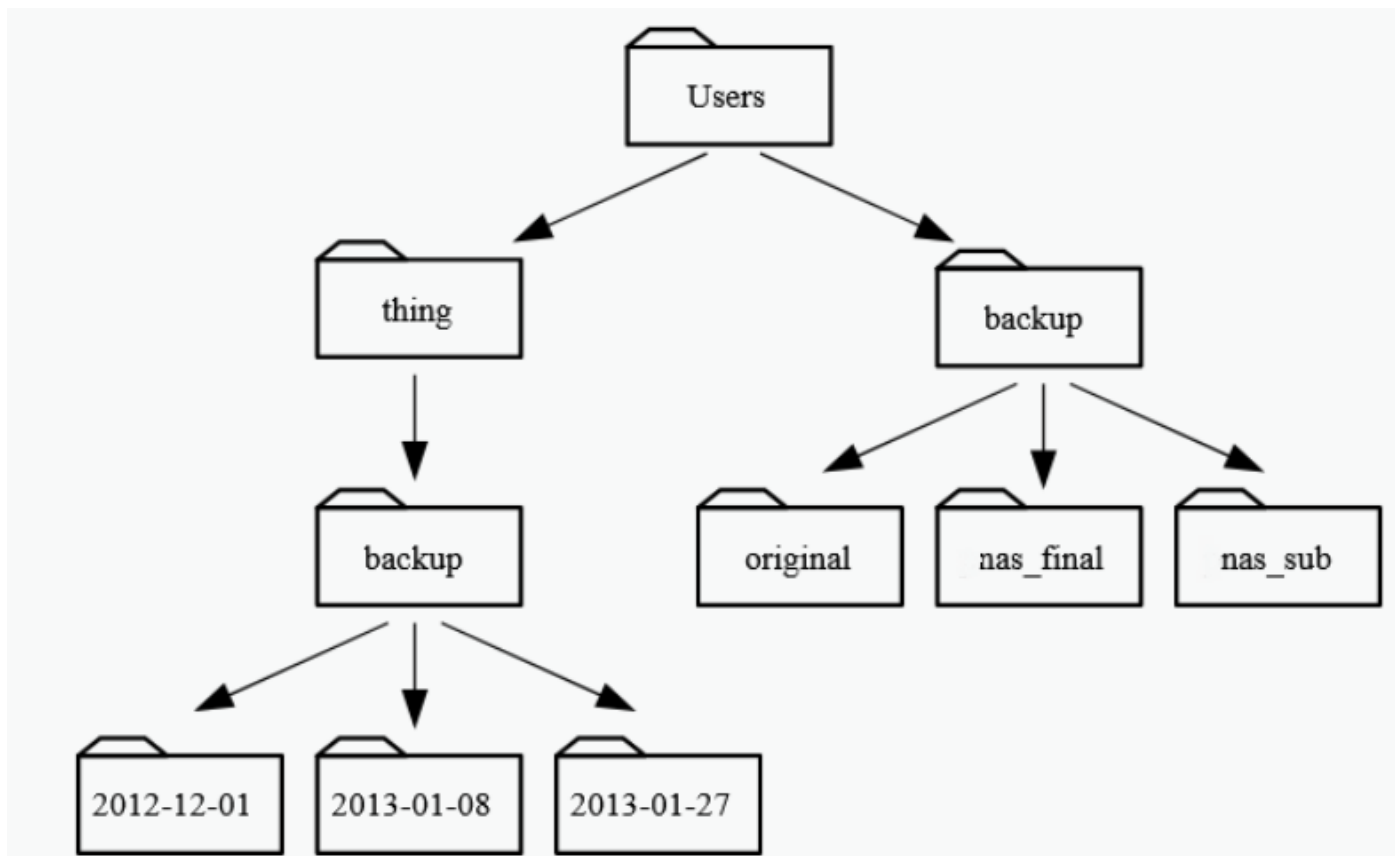 Users
thing
backup
backup
original
nas_final
nas_sub
2012-12-01
2013-01-08
2013-01-27